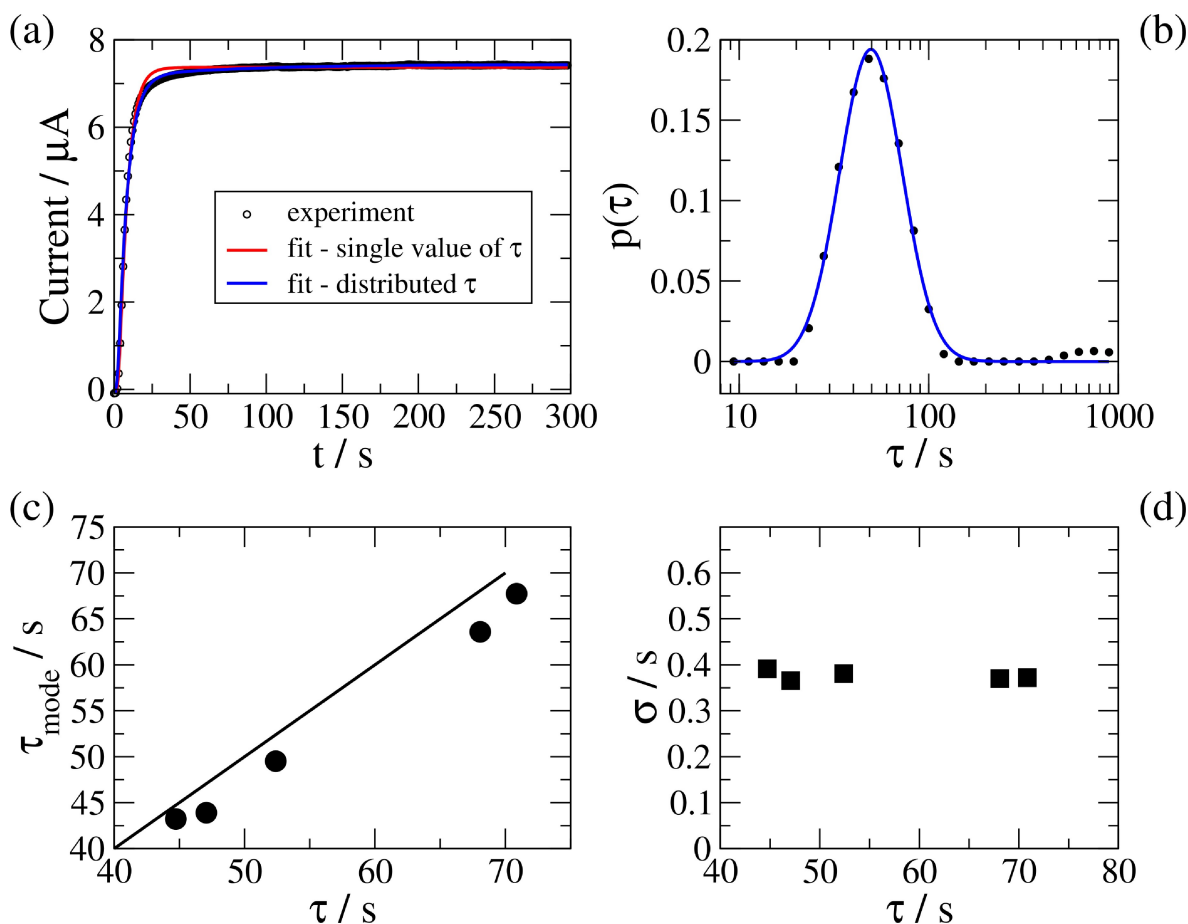 (a)
8
6
4
2
0
Current / μA
0 50 100 150 200 250 300
t / s
experiment
fit - single value of τ
fit - distributed τ
(b)
0.2
0.15
0.1
0.05
0
p(τ)
10 100 1000
τ / s
(c)
75
70
65
60
55
50
45
40
τmode / s
40 50 60 70
τ / s
(d)
0.6
0.5
0.4
0.3
0.2
0.1
0
σ / s
40 50 60 70 80
τ / s